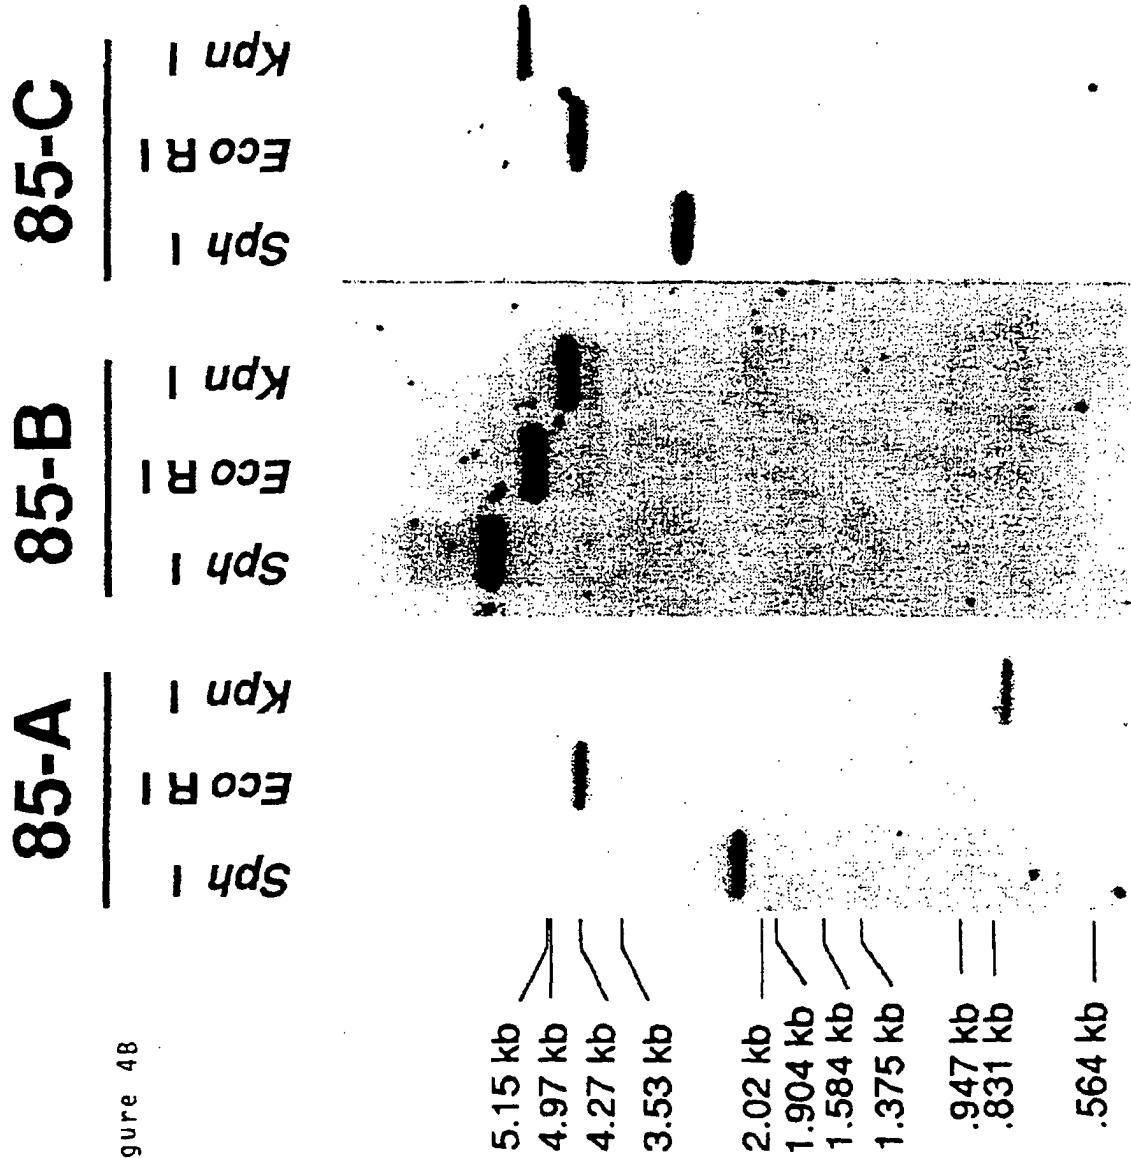 85-A
85-B
85-C
Sph I
Eco R I
Kpn I
Sph I
Eco R I
Kpn I
Sph I
Eco R I
Kpn I
5.15 kb
4.97 kb
4.27 kb
3.53 kb
2.02 kb
1.904 kb
1.584 kb
1.375 kb
.947 kb
.831 kb
.564 kb
gure 4B